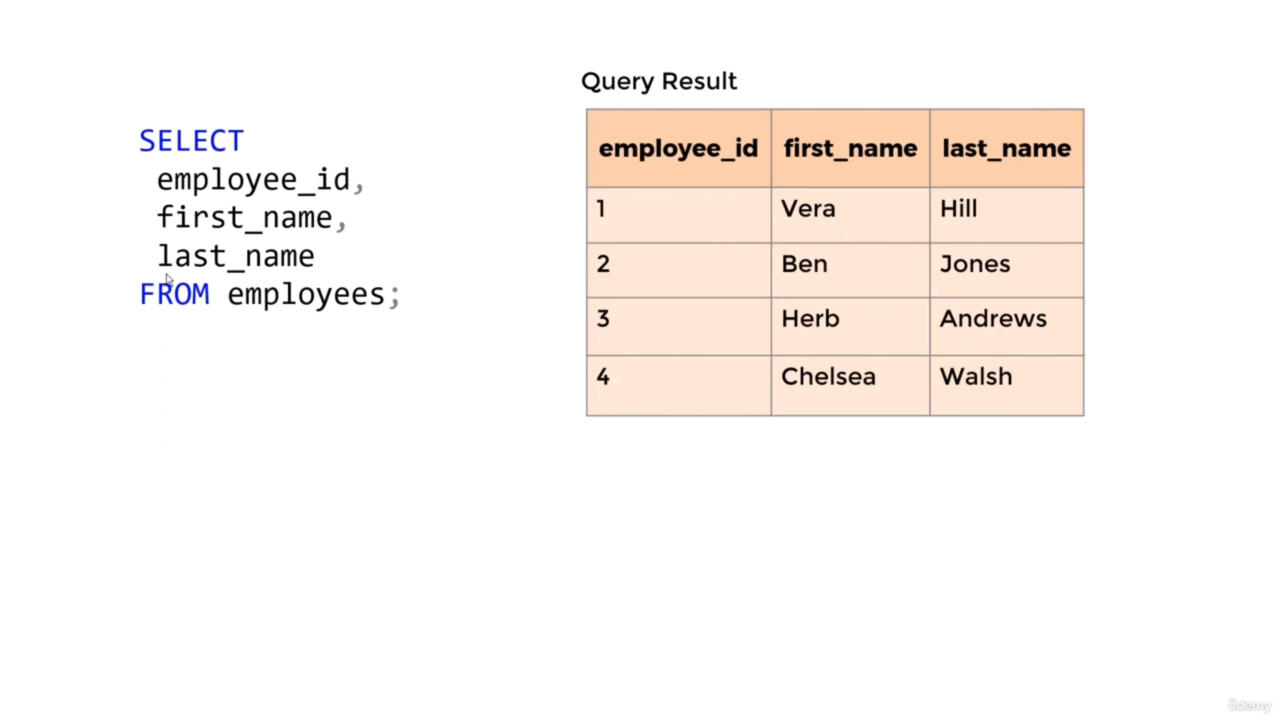 SELECT
employee_id,
first_name,
last_name
FROM employees;
Query Result
employee_id first_name last_name
1 Vera Hill
2 Ben Jones
3 Herb Andrews
4 Chelsea Walsh
ûdemy